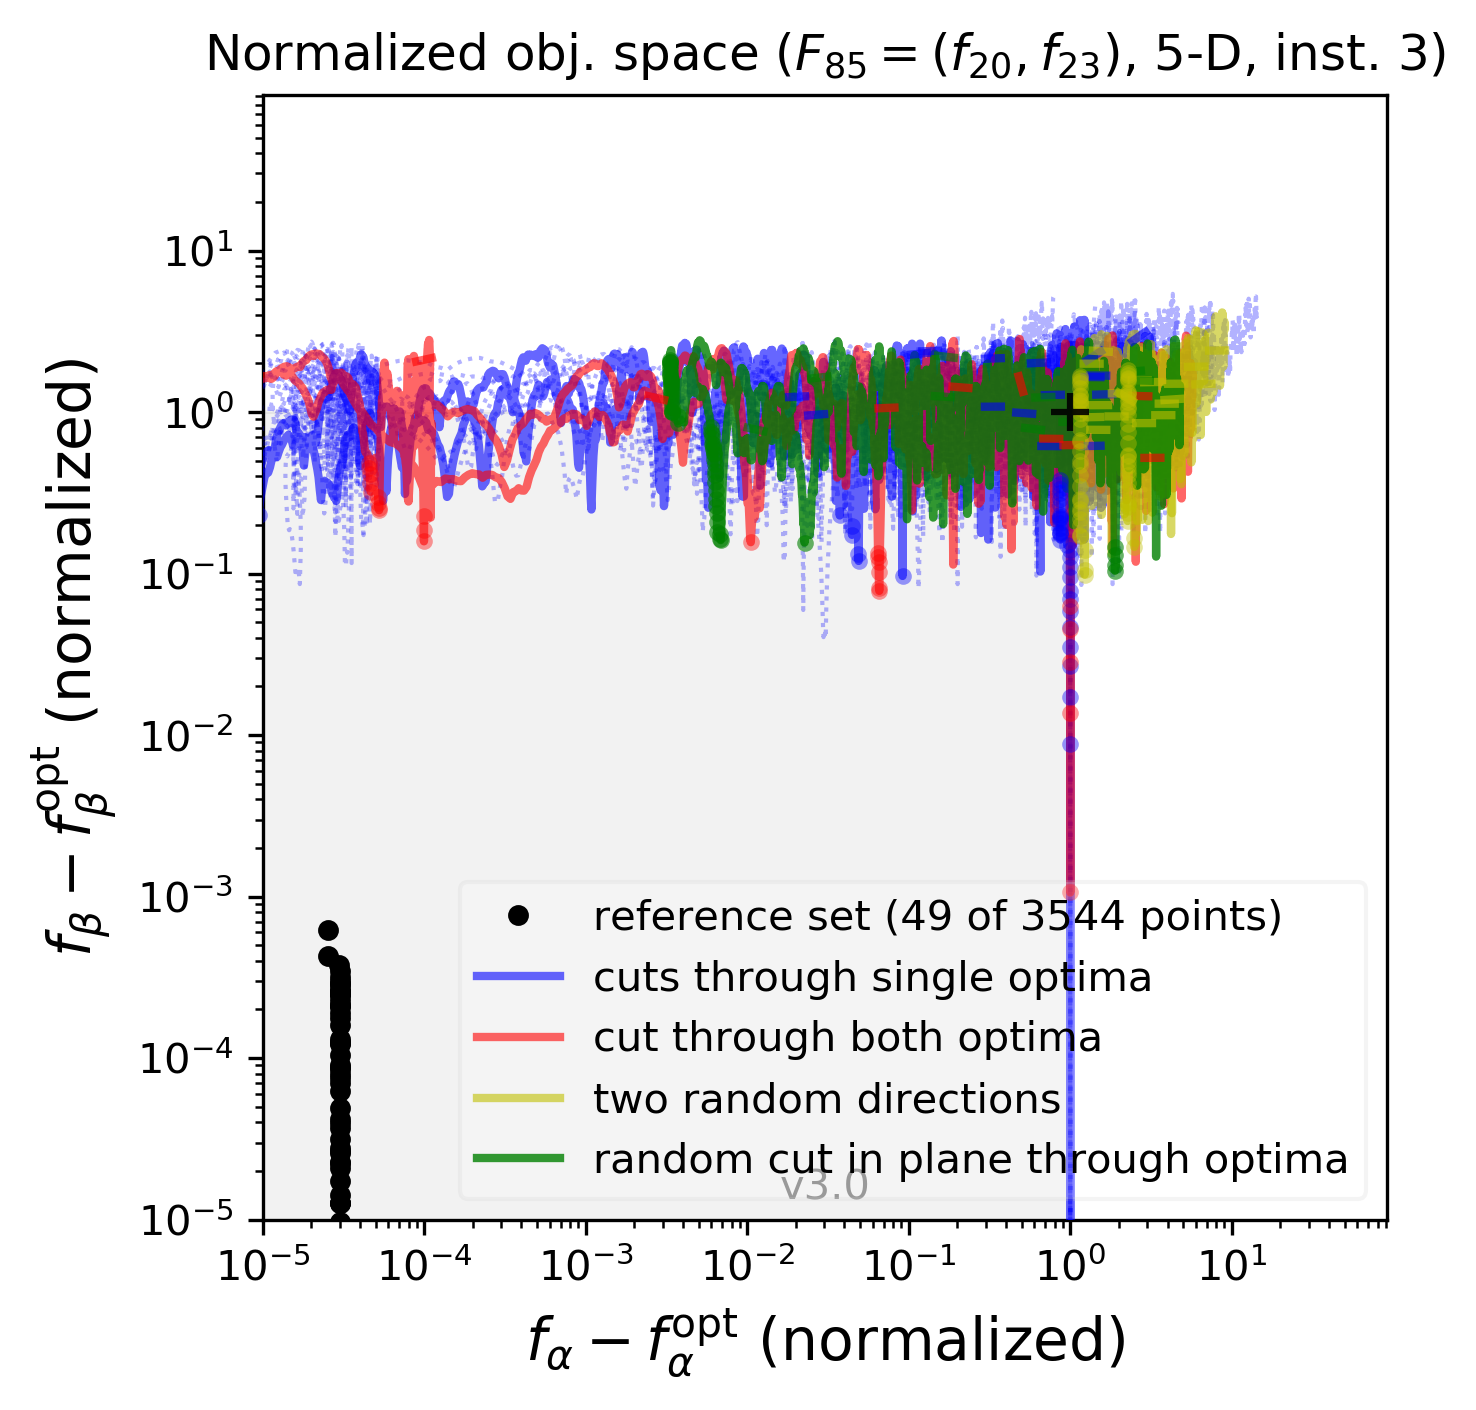 Normalized obj. space (F₈₅ = (f₂₀, f₂₃), 5-D, inst. 3)
f_β − f_β^opt (normalized)
10¹
10⁰
10⁻¹
10⁻²
10⁻³
10⁻⁴
10⁻⁵
reference set (49 of 3544 points)
cuts through single optima
cut through both optima
two random directions
random cut in plane through optima
v3.0
10⁻⁵ 10⁻⁴ 10⁻³ 10⁻² 10⁻¹ 10⁰ 10¹
f_α − f_α^opt (normalized)